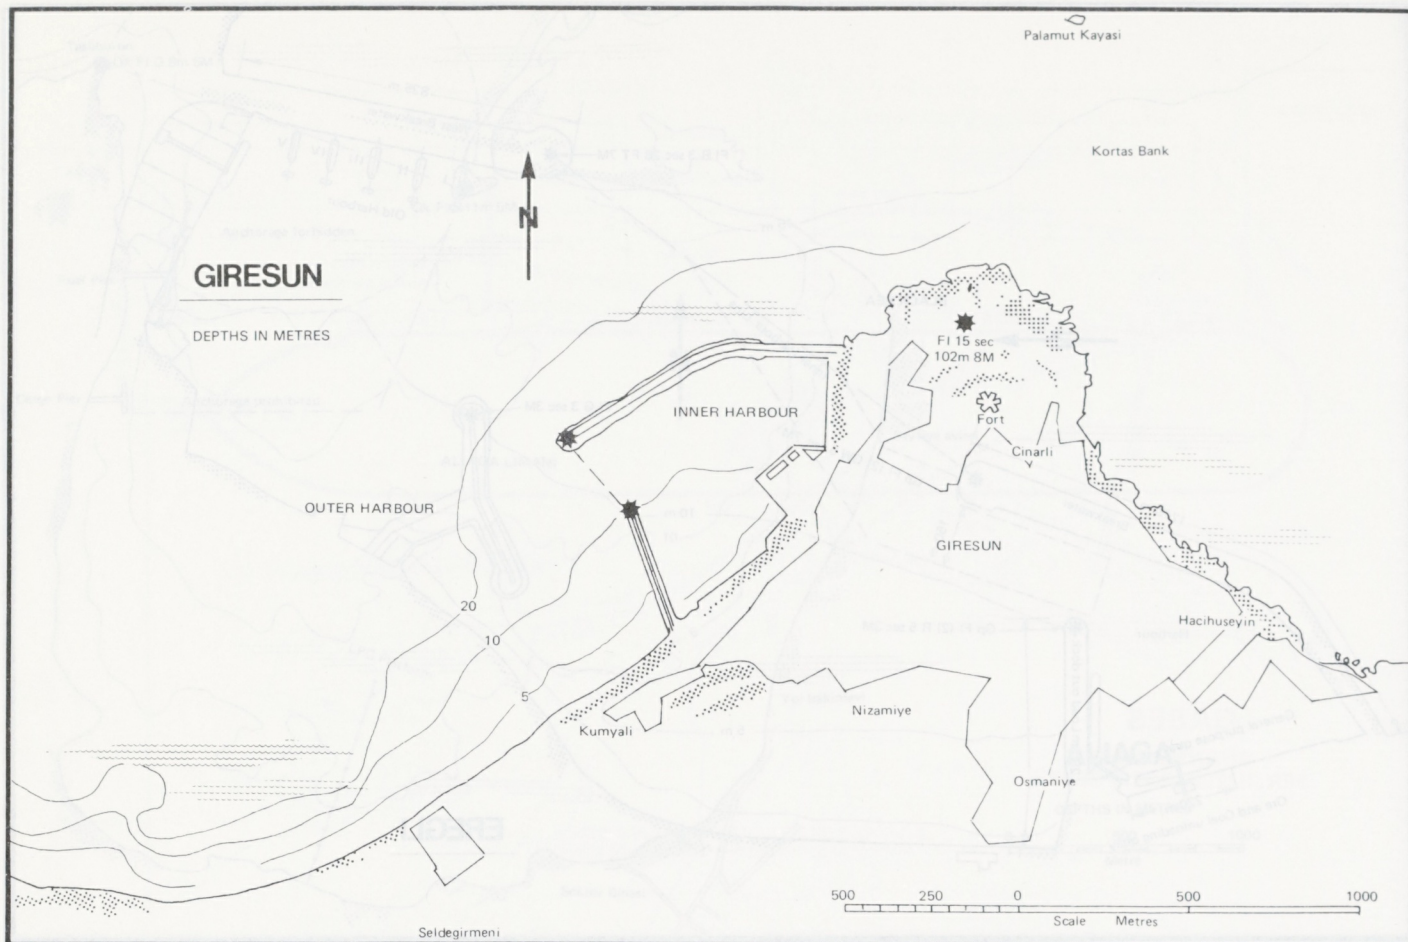 Palamut Kayasi
Kortas Bank
N
GIRESUN
DEPTHS IN METRES
Fl 15 sec
102m 8M
INNER HARBOUR
Fort
Cinarli
OUTER HARBOUR
GIRESUN
20
10
5
Hacihuseyin
Nizamiye
Kumyali
Osmaniye
500 250 0 500 1000
Scale Metres
Seldegirmeni